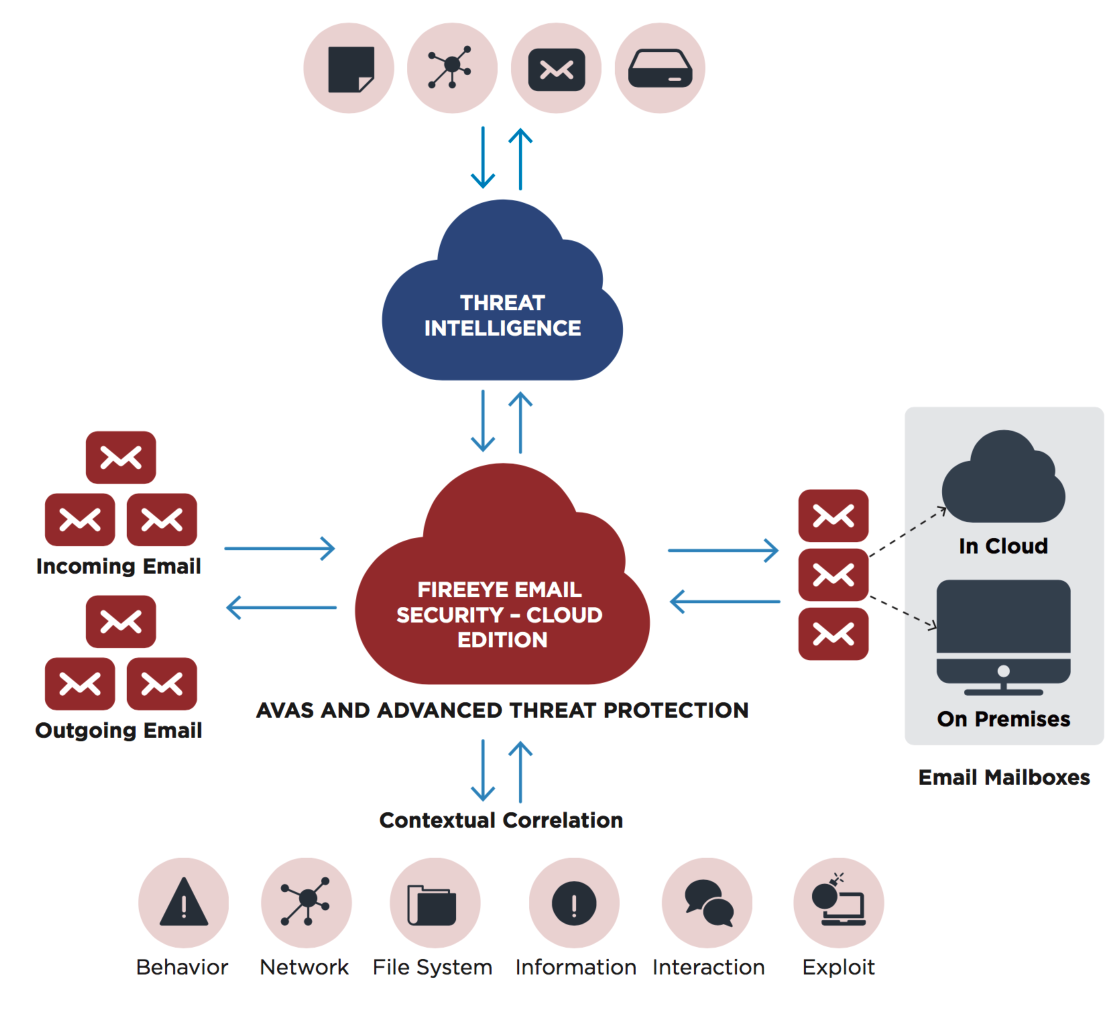 THREAT
INTELLIGENCE
Incoming Email
FIREEYE EMAIL
SECURITY – CLOUD
EDITION
In Cloud
Outgoing Email
AVAS AND ADVANCED THREAT PROTECTION
On Premises
Email Mailboxes
Contextual Correlation
Behavior
Network
File System
Information
Interaction
Exploit